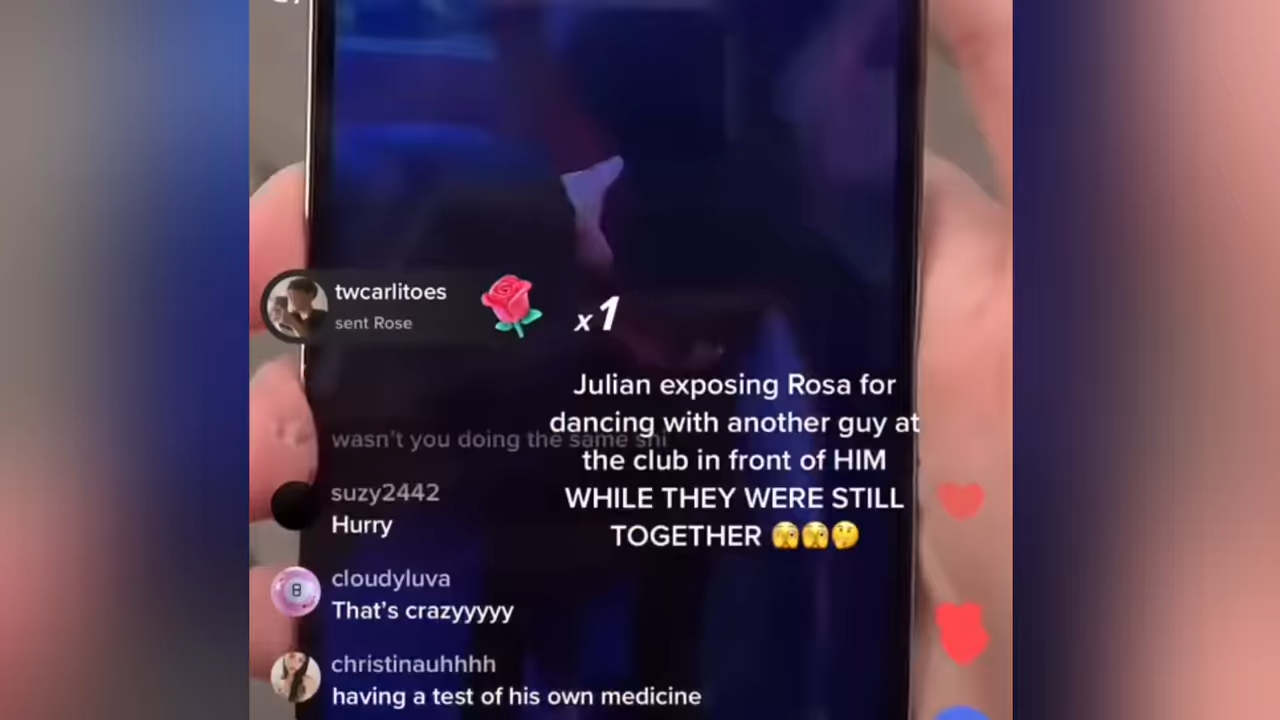 twcarlitoes
sent Rose
x1
Julian exposing Rosa for
dancing with another guy at
the club in front of HIM
WHILE THEY WERE STILL
TOGETHER 🫣🫣🤔
wasn't you doing the same shi
suzy2442
Hurry
cloudyluva
That's crazyyyyy
8
christinauhhhh
having a test of his own medicine